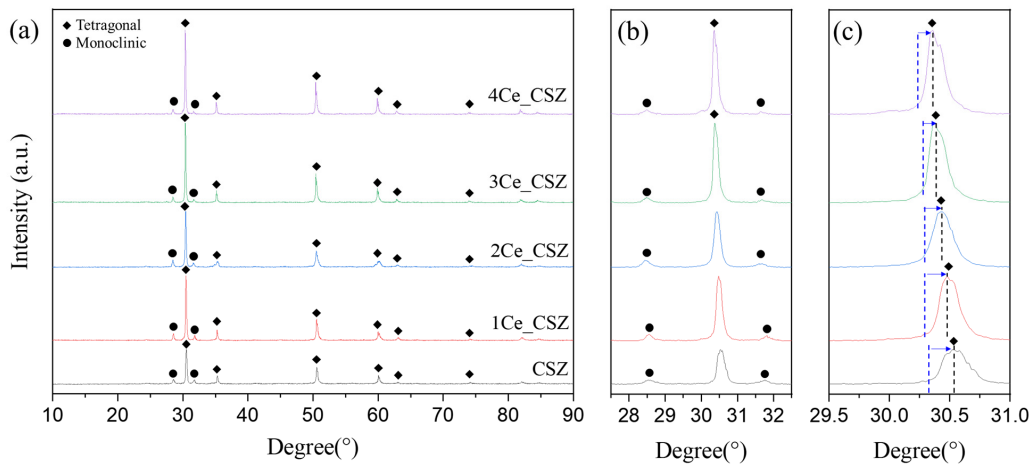 (a)
◆ Tetragonal
● Monoclinic
4Ce_CSZ
3Ce_CSZ
2Ce_CSZ
1Ce_CSZ
CSZ
Intensity (a.u.)
10 20 30 40 50 60 70 80 90
Degree(°)
(b)
28 29 30 31 32
Degree(°)
(c)
29.5 30.0 30.5 31.0
Degree(°)